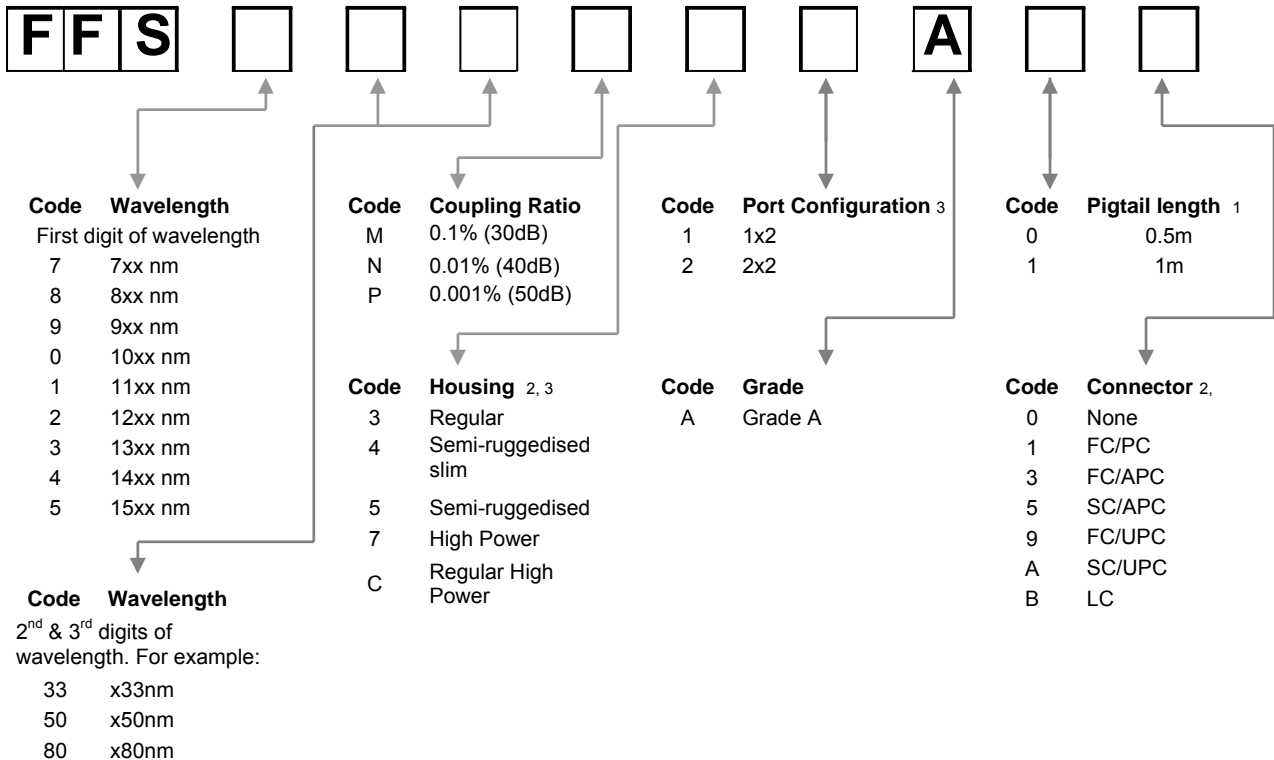 F F S A
Code Wavelength
First digit of wavelength
7 7xx nm
8 8xx nm
9 9xx nm
0 10xx nm
1 11xx nm
2 12xx nm
3 13xx nm
4 14xx nm
5 15xx nm
Code Wavelength
2nd & 3rd digits of
wavelength. For example:
33 x33nm
50 x50nm
80 x80nm
Code Coupling Ratio
M 0.1% (30dB)
N 0.01% (40dB)
P 0.001% (50dB)
Code Housing 2, 3
3 Regular
4 Semi-ruggedised
slim
5 Semi-ruggedised
7 High Power
C Regular High
Power
Code Port Configuration 3
1 1x2
2 2x2
Code Grade
A Grade A
Code Pigtail length 1
0 0.5m
1 1m
Code Connector 2,
0 None
1 FC/PC
3 FC/APC
5 SC/APC
9 FC/UPC
A SC/UPC
B LC